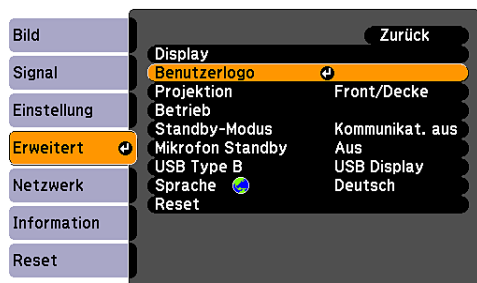 Bild
Signal
Einstellung
Erweitert
Netzwerk
Information
Reset
Zurück
Display
Benutzerlogo
Projektion Front/Decke
Betrieb
Standby-Modus Kommunikat. aus
Mikrofon Standby Aus
USB Type B USB Display
Sprache Deutsch
Reset